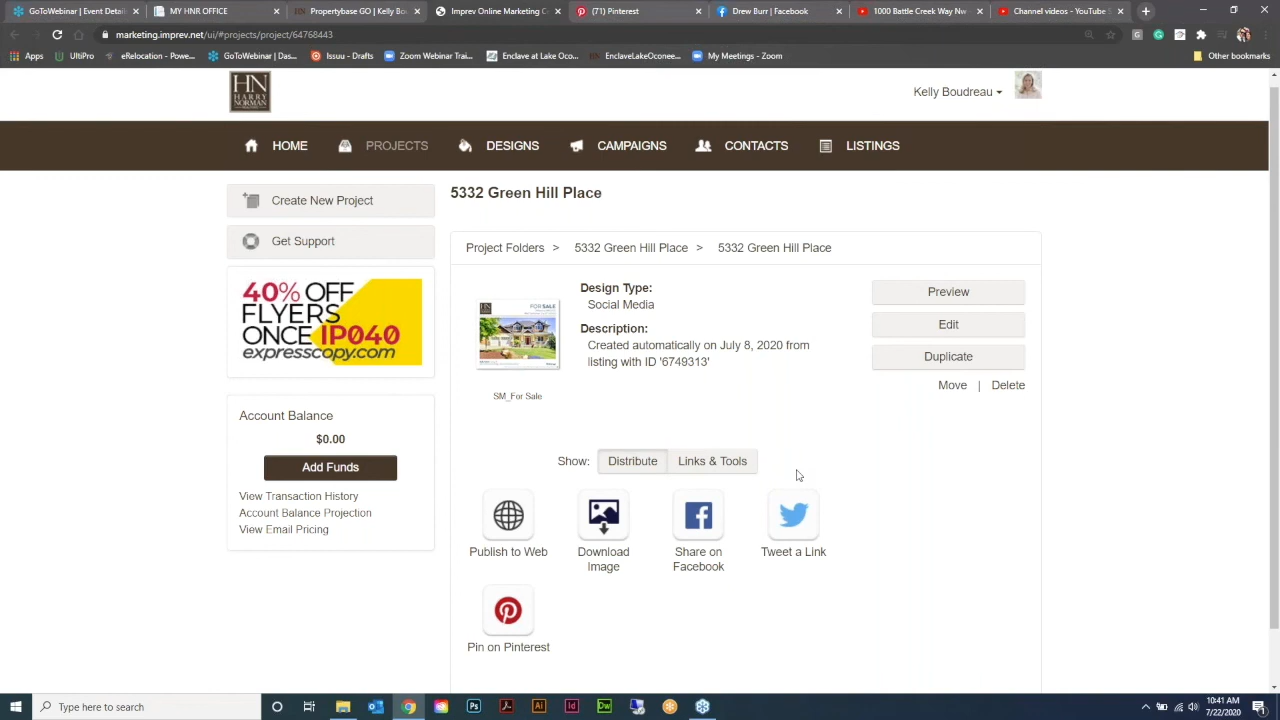 GoToWebinar | Event Detail
MY HNR OFFICE
Propertybase GO | Kelly Bo
Imprev Online Marketing C
(71) Pinterest
Drew Burr | Facebook
1000 Battle Creek Way Un
Channel videos - YouTube S
marketing.imprev.net/ui/#projects/project/64768443
Apps
UltiPro
eRelocation - Powe...
GoToWebinar
Issuu - Drafts
Zoom Webinar Trai...
Enclave at Lake Oco...
EnclaveLakeOconee...
My Meetings - Zoom
Other bookmarks
HN
HARRY
NORMAN
Kelly Boudreau
HOME
PROJECTS
DESIGNS
CAMPAIGNS
CONTACTS
LISTINGS
Create New Project
Get Support
40% OFF
FLYERS
ONCE IP040
expresscopy.com
Account Balance
$0.00
Add Funds
View Transaction History
Account Balance Projection
View Email Pricing
5332 Green Hill Place
Project Folders > 5332 Green Hill Place > 5332 Green Hill Place
FOR SALE
SM_For Sale
Design Type:
Social Media
Description:
Created automatically on July 8, 2020 from
listing with ID '6749313'
Preview
Edit
Duplicate
Move | Delete
Show: Distribute Links & Tools
Publish to Web
Download
Image
Share on
Facebook
Tweet a Link
Pin on Pinterest
Type here to search
10:41 AM
7/22/2020